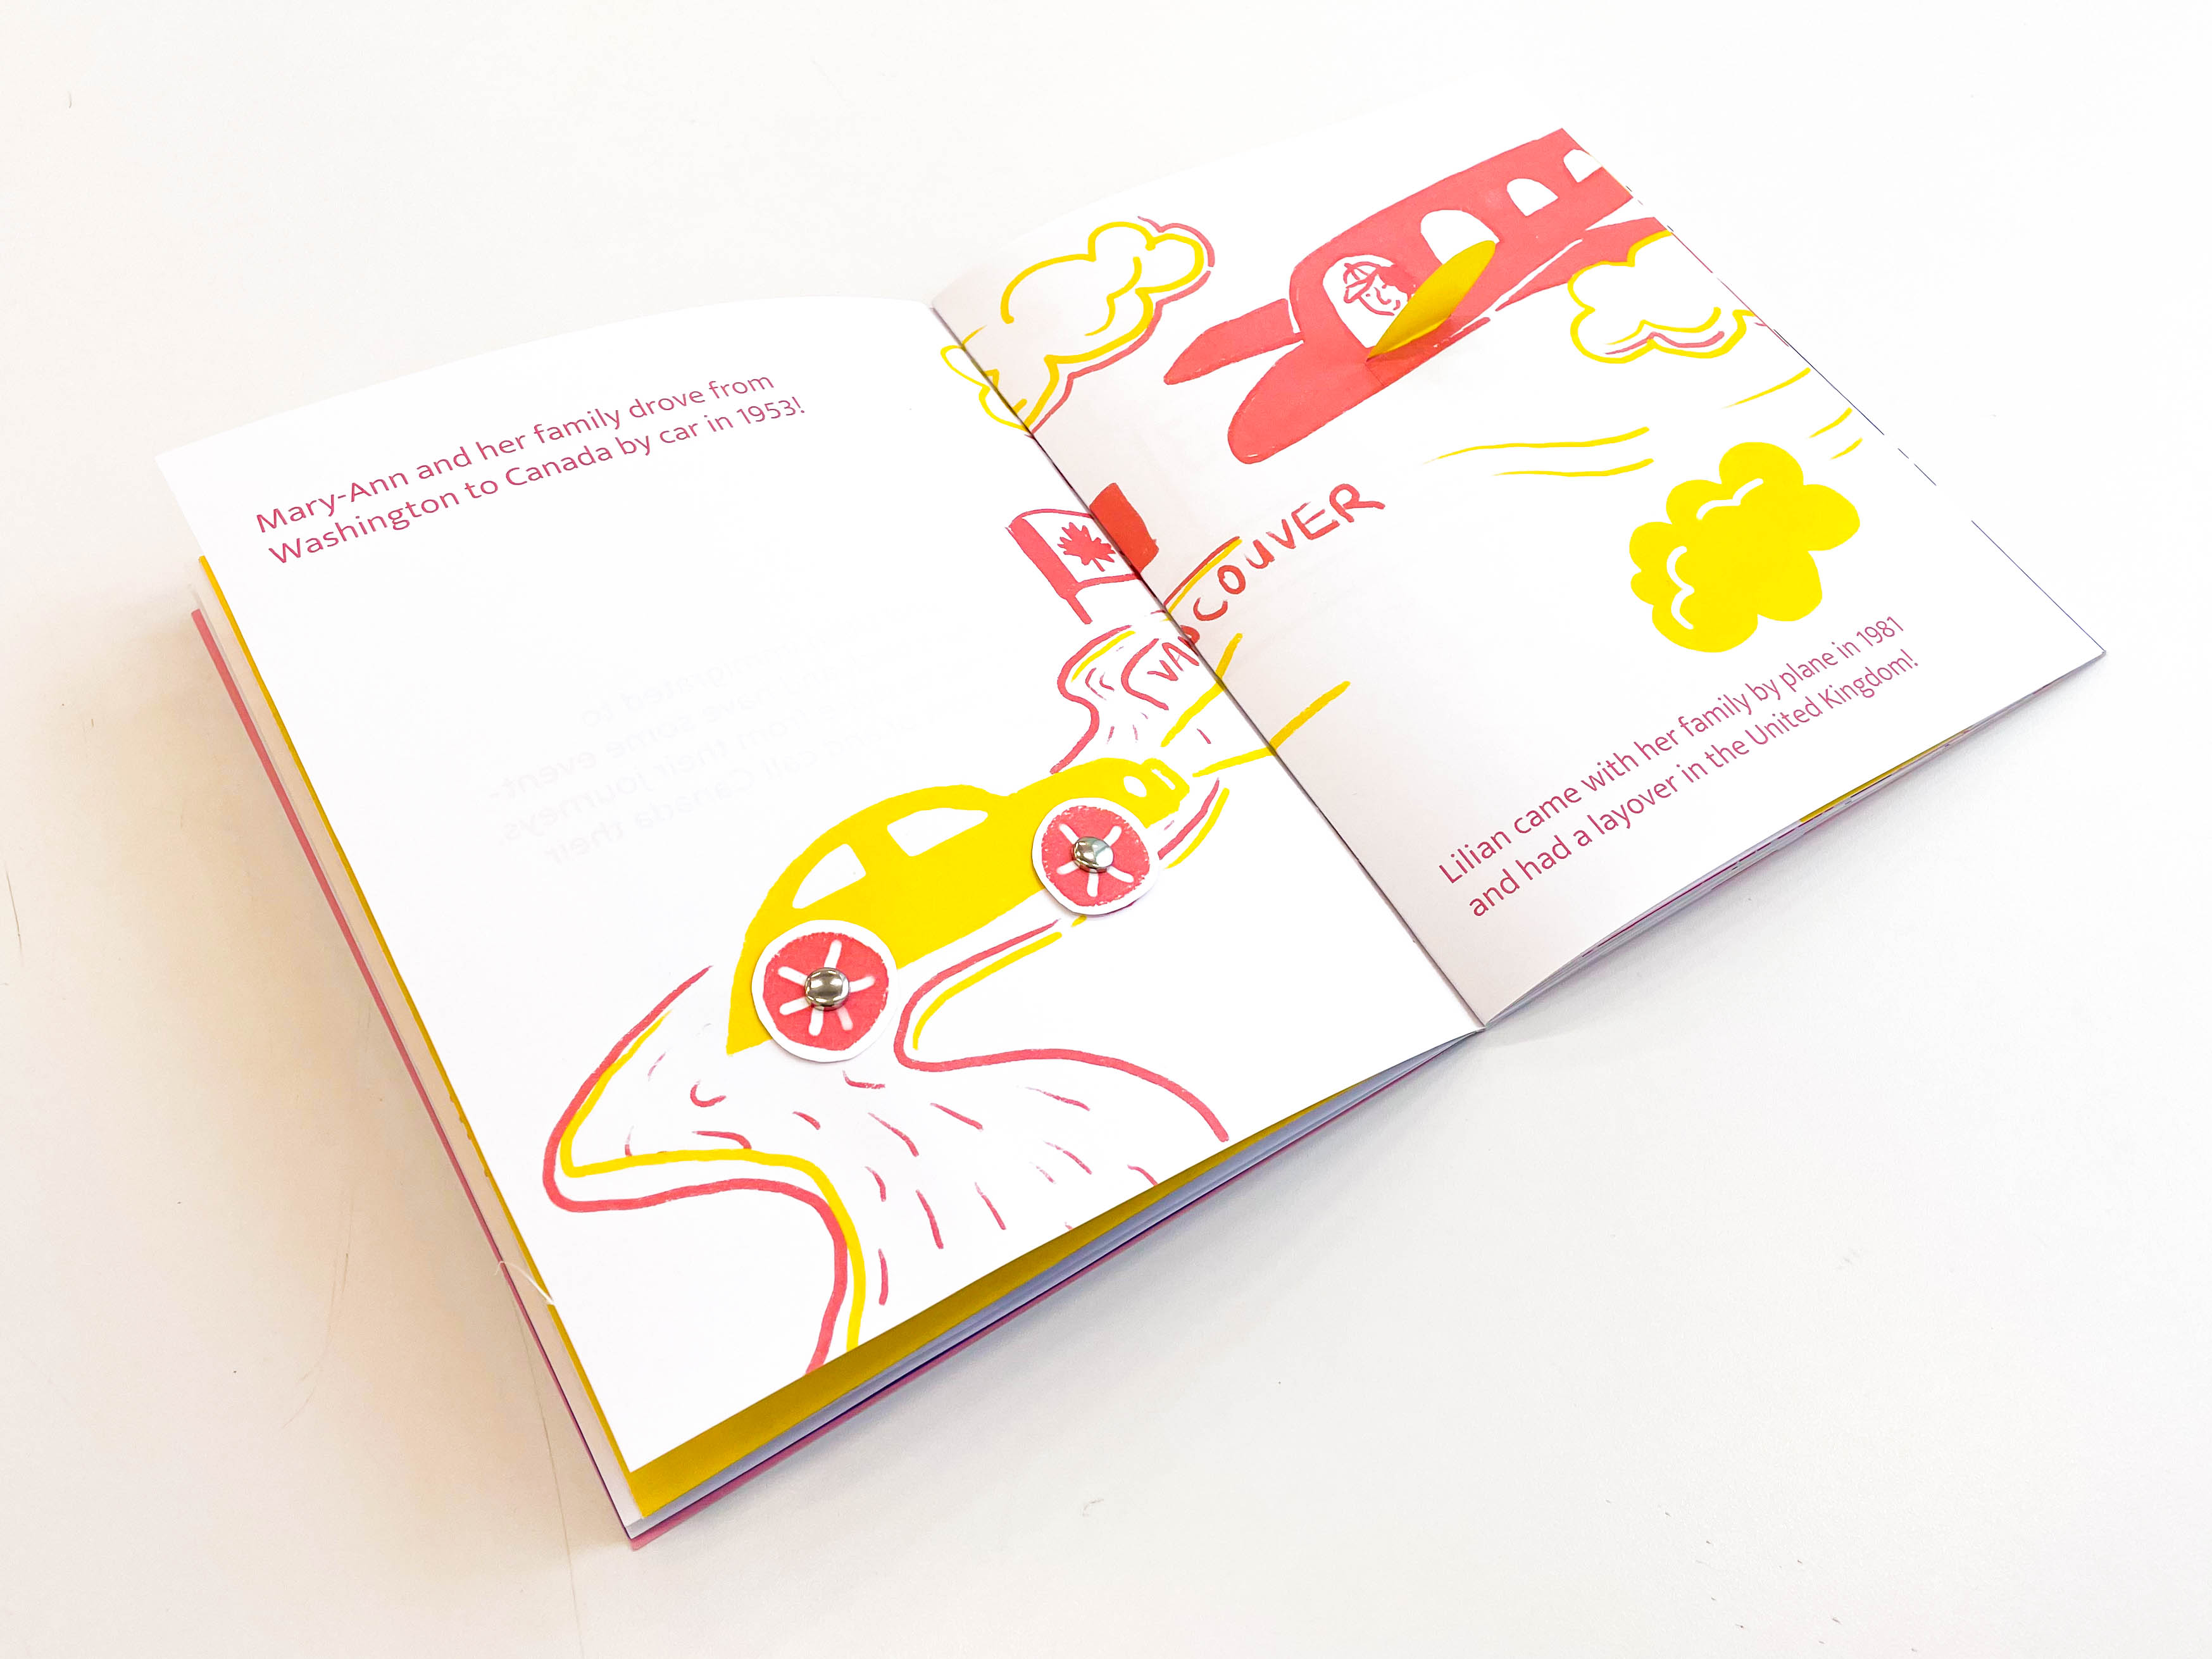 Mary-Ann and her family drove from
Washington to Canada by car in 1953!
VANCOUVER
Lilian came with her family by plane in 1981
and had a layover in the United Kingdom!